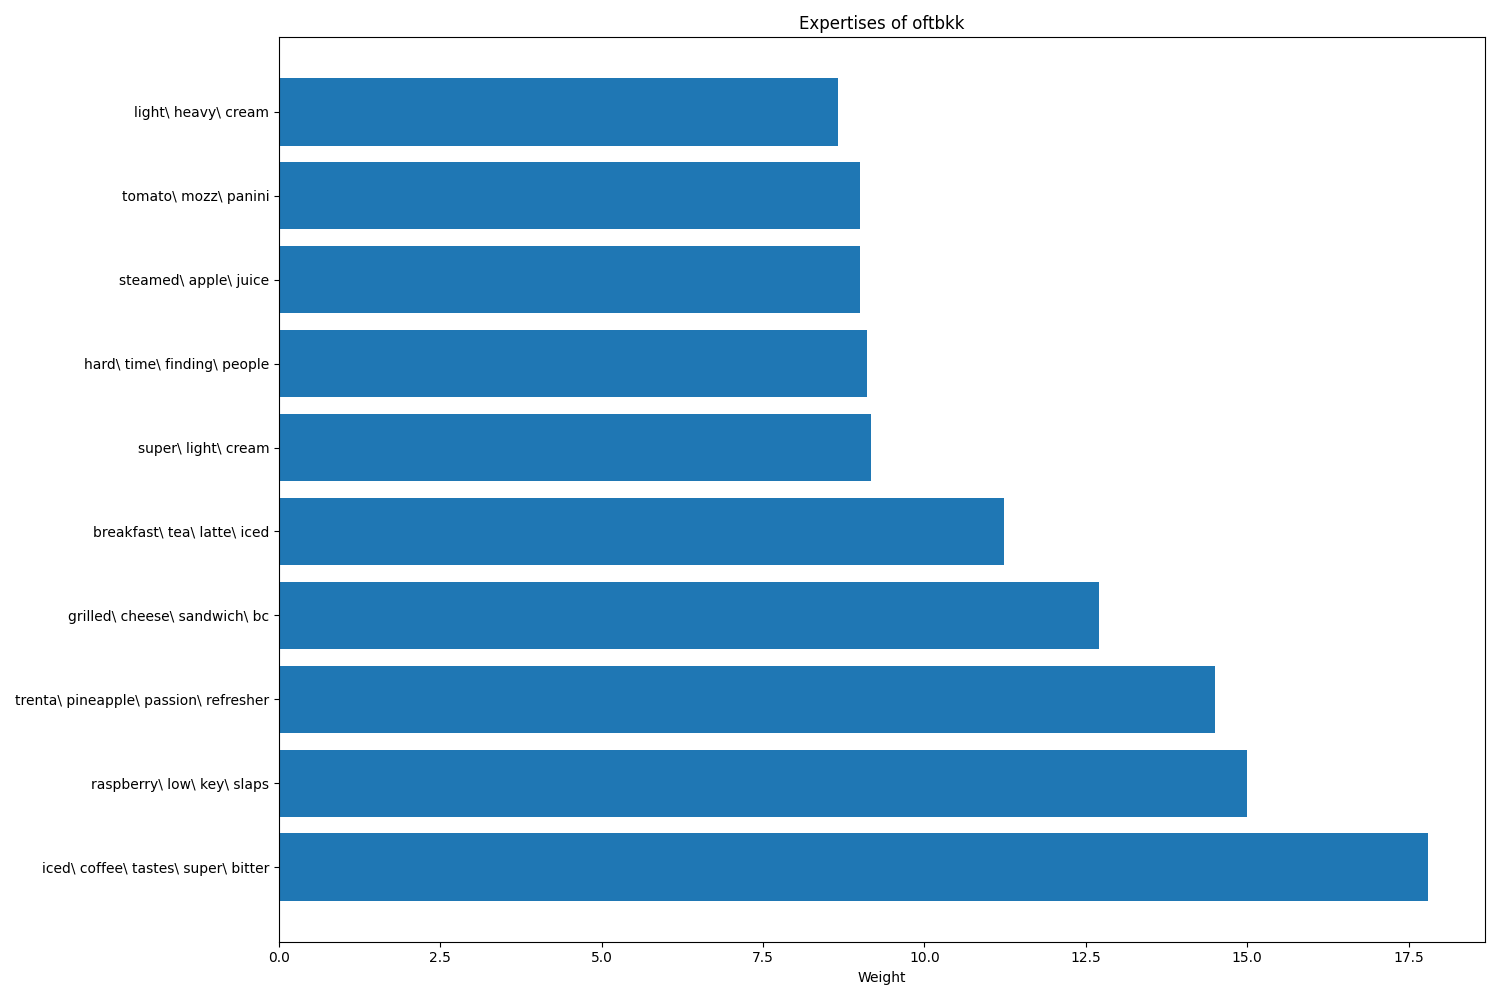 Expertises of oftbkk
light\ heavy\ cream
tomato\ mozz\ panini
steamed\ apple\ juice
hard\ time\ finding\ people
super\ light\ cream
breakfast\ tea\ latte\ iced
grilled\ cheese\ sandwich\ bc
trenta\ pineapple\ passion\ refresher
raspberry\ low\ key\ slaps
iced\ coffee\ tastes\ super\ bitter
0.0 2.5 5.0 7.5 10.0 12.5 15.0 17.5
Weight